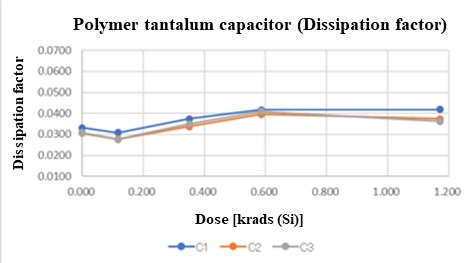 Polymer tantalum capacitor (Dissipation factor)
Dissipation factor
0.0700
0.0600
0.0500
0.0400
0.0300
0.0200
0.0100
0.000 0.200 0.400 0.600 0.800 1.000 1.200
Dose [krads (Si)]
C1 C2 C3